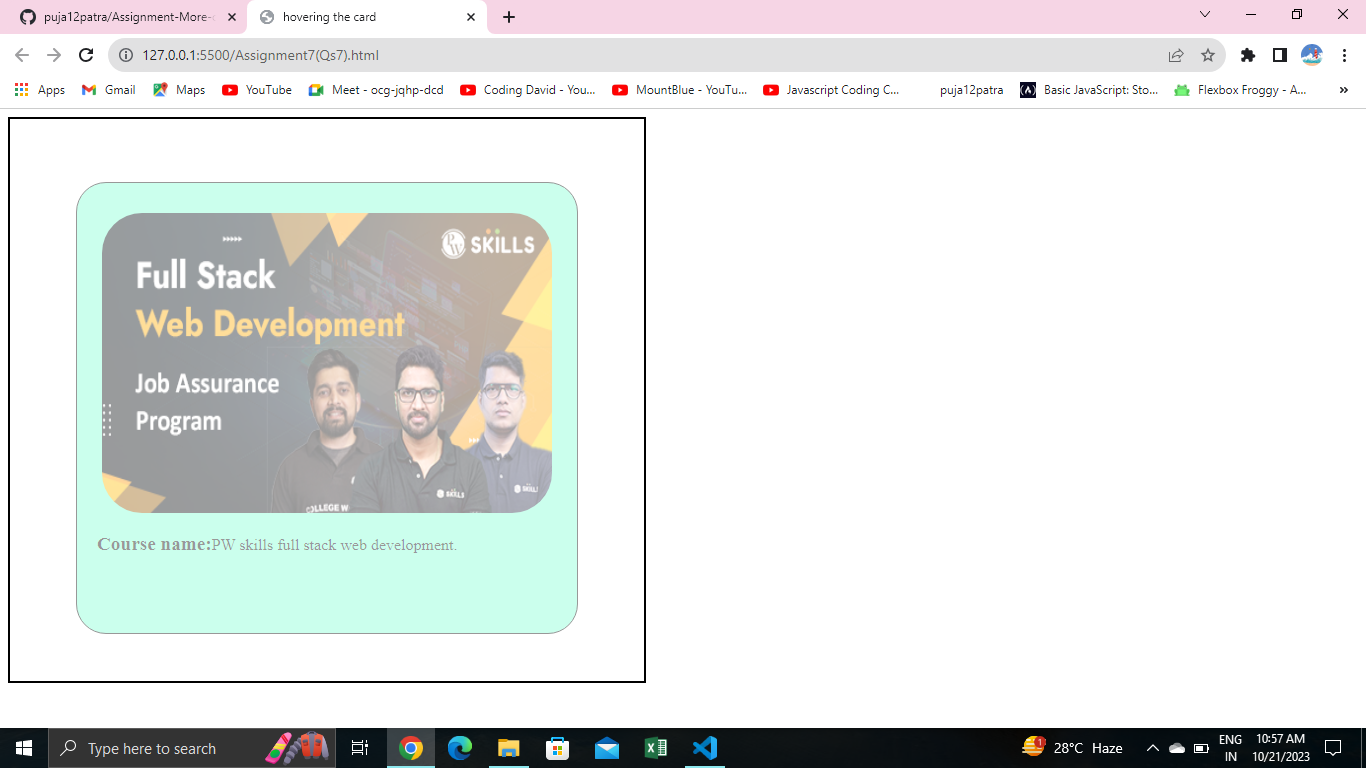 puja12patra/Assignment-More-
hovering the card
127.0.0.1:5500/Assignment7(Qs7).html
Apps
Gmail
Maps
YouTube
Meet - ocg-jqhp-dcd
Coding David - You...
MountBlue - YouTu...
Javascript Coding C...
puja12patra
Basic JavaScript: Sto...
Flexbox Froggy - A...
»
PW SKILLS
Full Stack
Web Development
Job Assurance
Program
COLLEGE W
SKILLS
SKILLS
Course name:PW skills full stack web development.
Type here to search
1
28°C Haze
ENG
IN
10:57 AM
10/21/2023